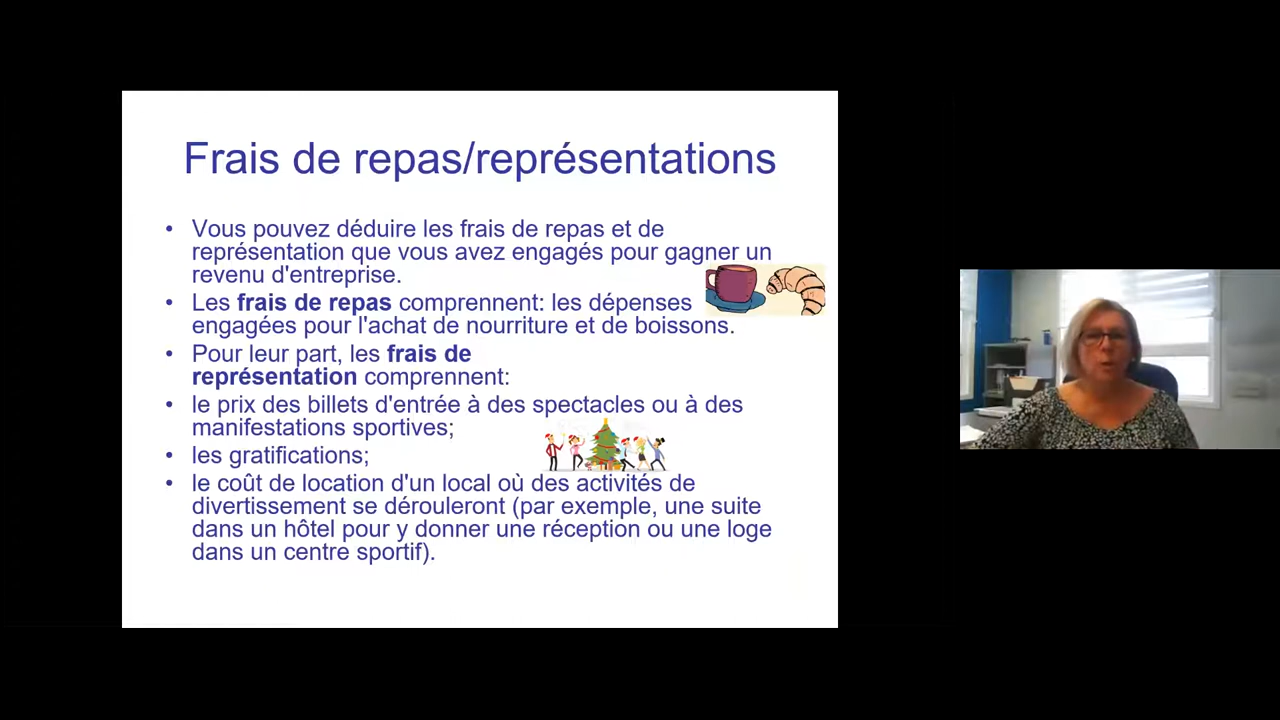 Frais de repas/représentations
• Vous pouvez déduire les frais de repas et de
représentation que vous avez engagés pour gagner un
revenu d'entreprise.
• Les frais de repas comprennent: les dépenses
engagées pour l'achat de nourriture et de boissons.
• Pour leur part, les frais de
représentation comprennent:
• le prix des billets d'entrée à des spectacles ou à des
manifestations sportives;
• les gratifications;
• le coût de location d'un local où des activités de
divertissement se dérouleront (par exemple, une suite
dans un hôtel pour y donner une réception ou une loge
dans un centre sportif).